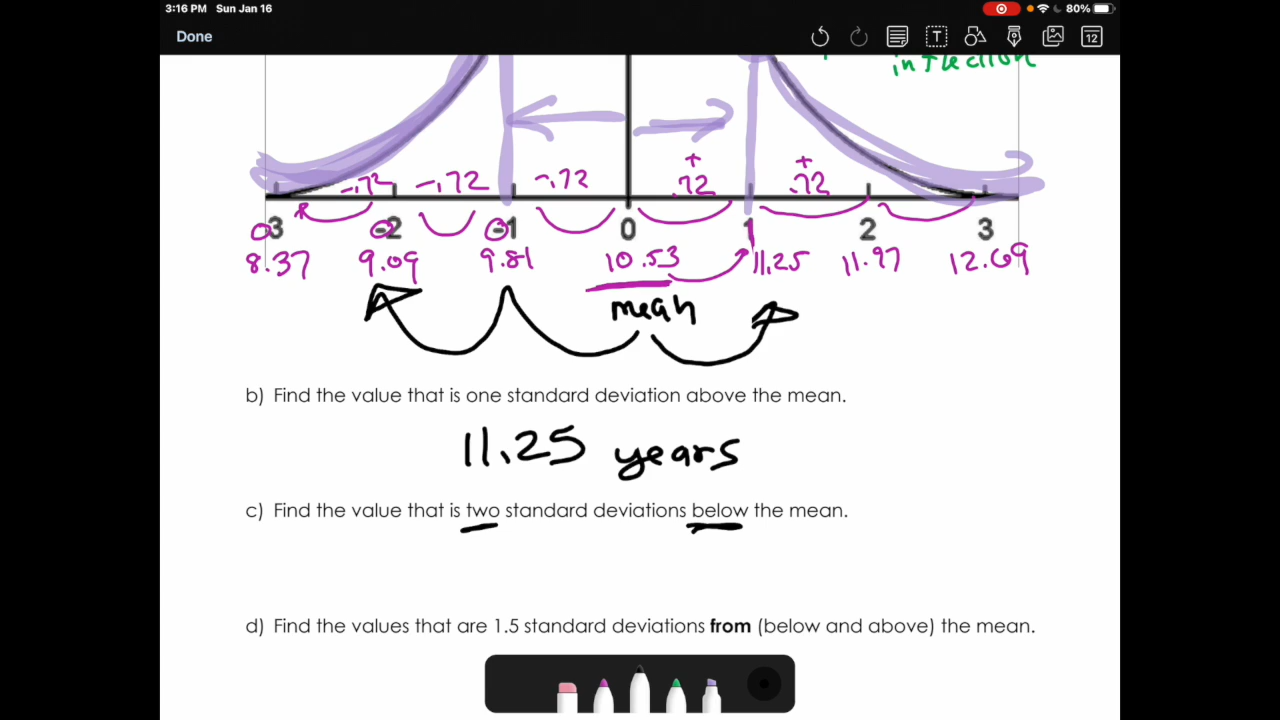 3:16 PM Sun Jan 16 80%
Done
T 12
inflection
-.72 -.72 -.72 + .72 + .72
-3 -2 -1 0 1 2 3
8.37 9.09 9.81 10.53 11.25 11.97 12.69
mean
b) Find the value that is one standard deviation above the mean.
11.25 years
c) Find the value that is two standard deviations below the mean.
d) Find the values that are 1.5 standard deviations from (below and above) the mean.